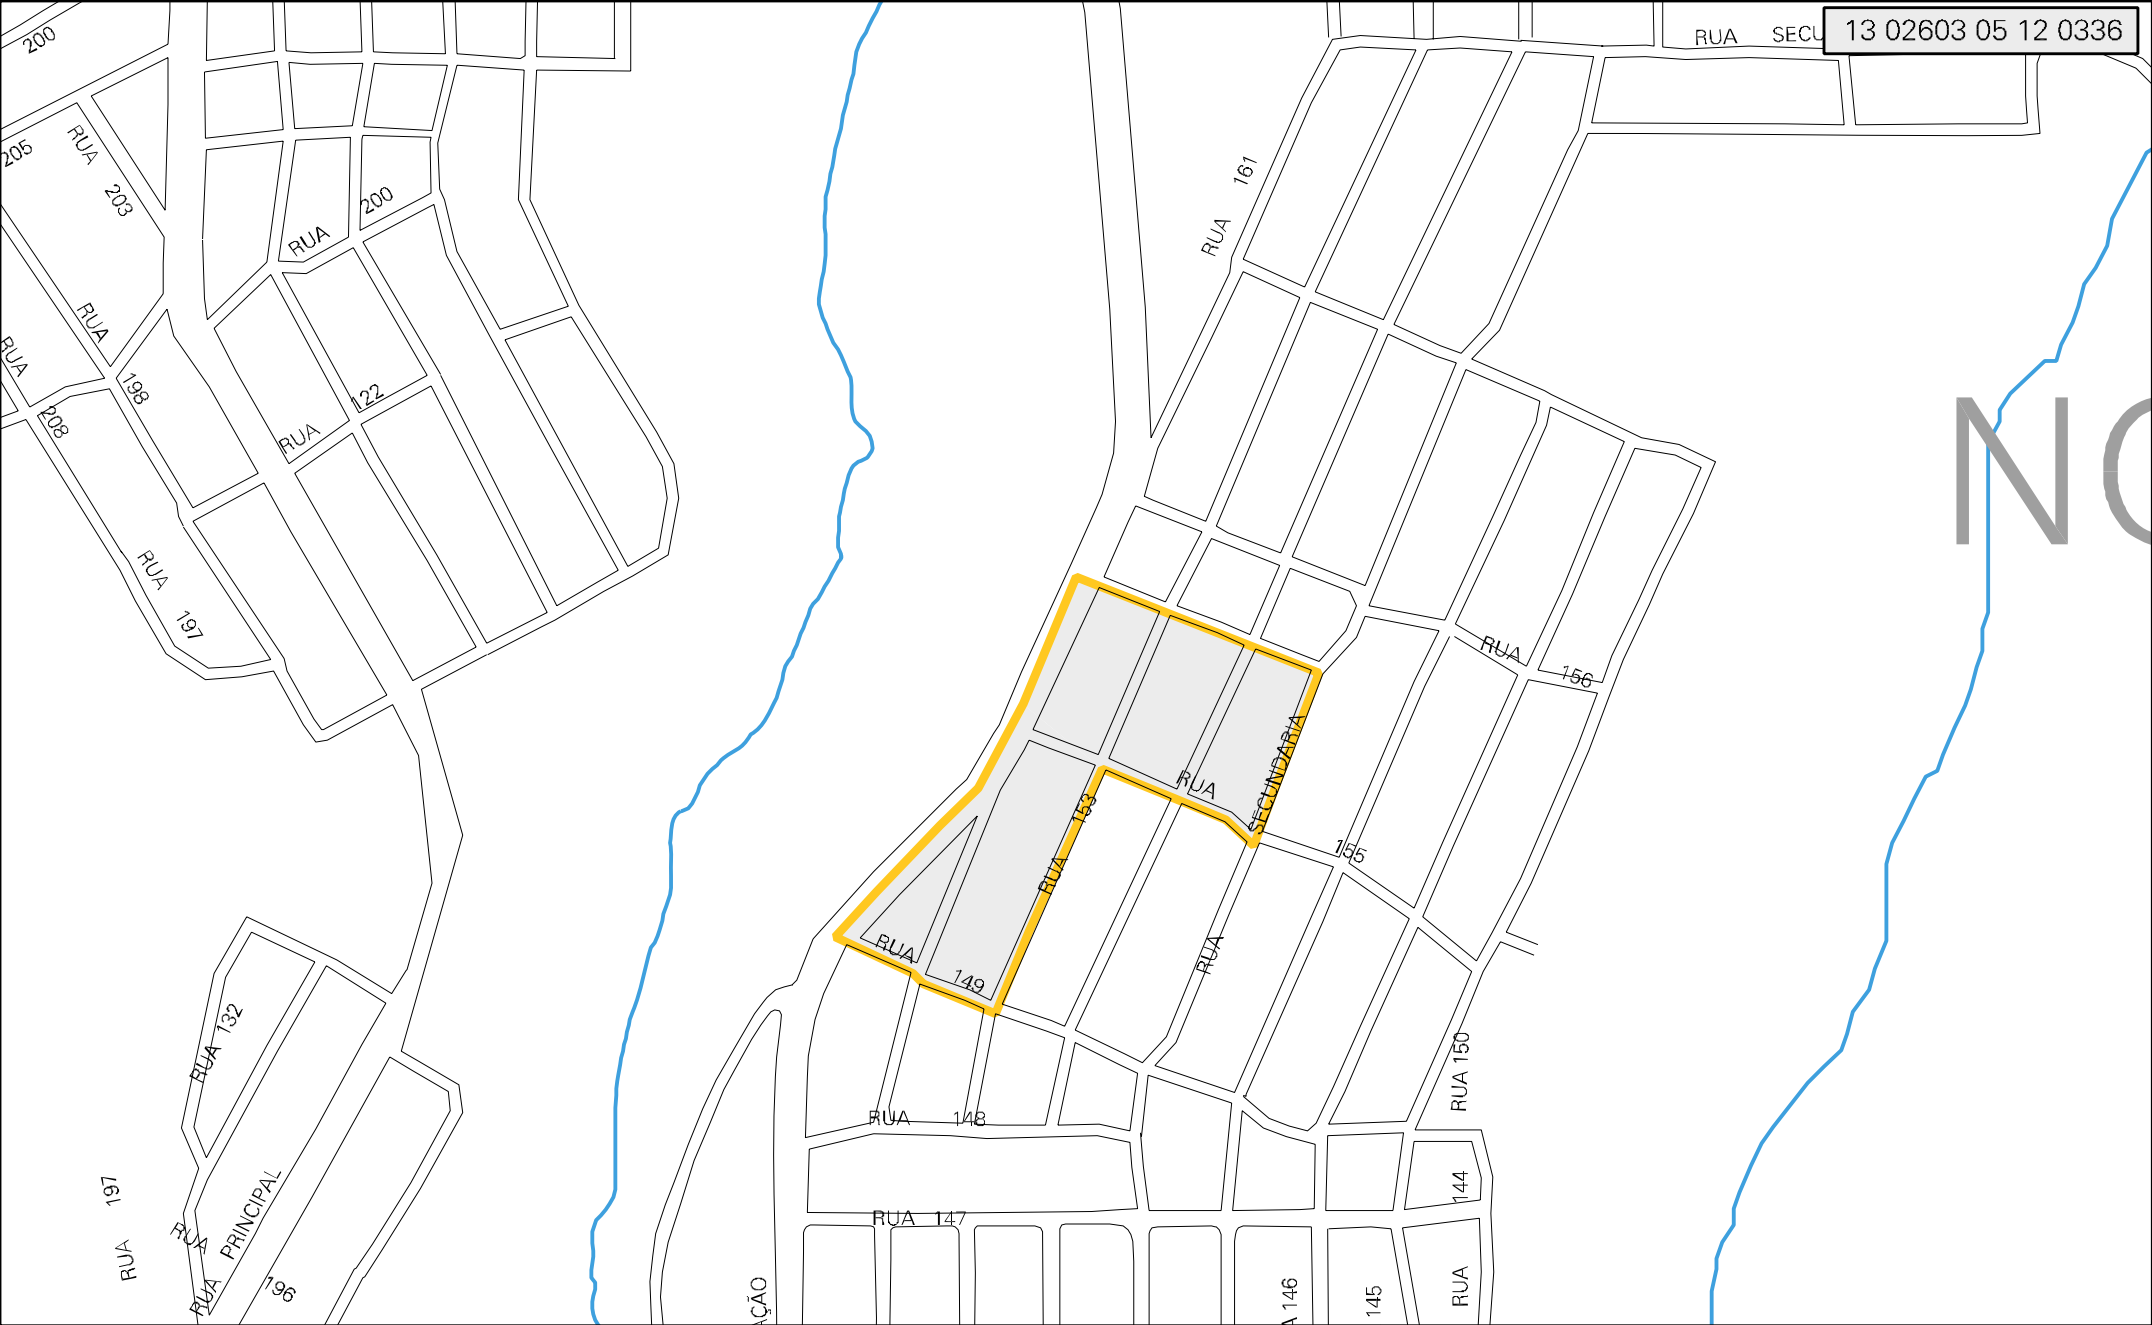 200
RUA SECU
13 02603 05 12 0336
205
RUA 203
RUA 161
RUA 200
RUA 198
RUA 208
RUA 122
NO
RUA 197
RUA 156
RUA SECUNDARIA
RUA 153
RUA 155
RUA 149
RUA
RUA 132
RUA 150
RUA 148
RUA 197
RUA PRINCIPAL
RUA 196
RUA 147
RUA 144
AÇÃO
A 146
145